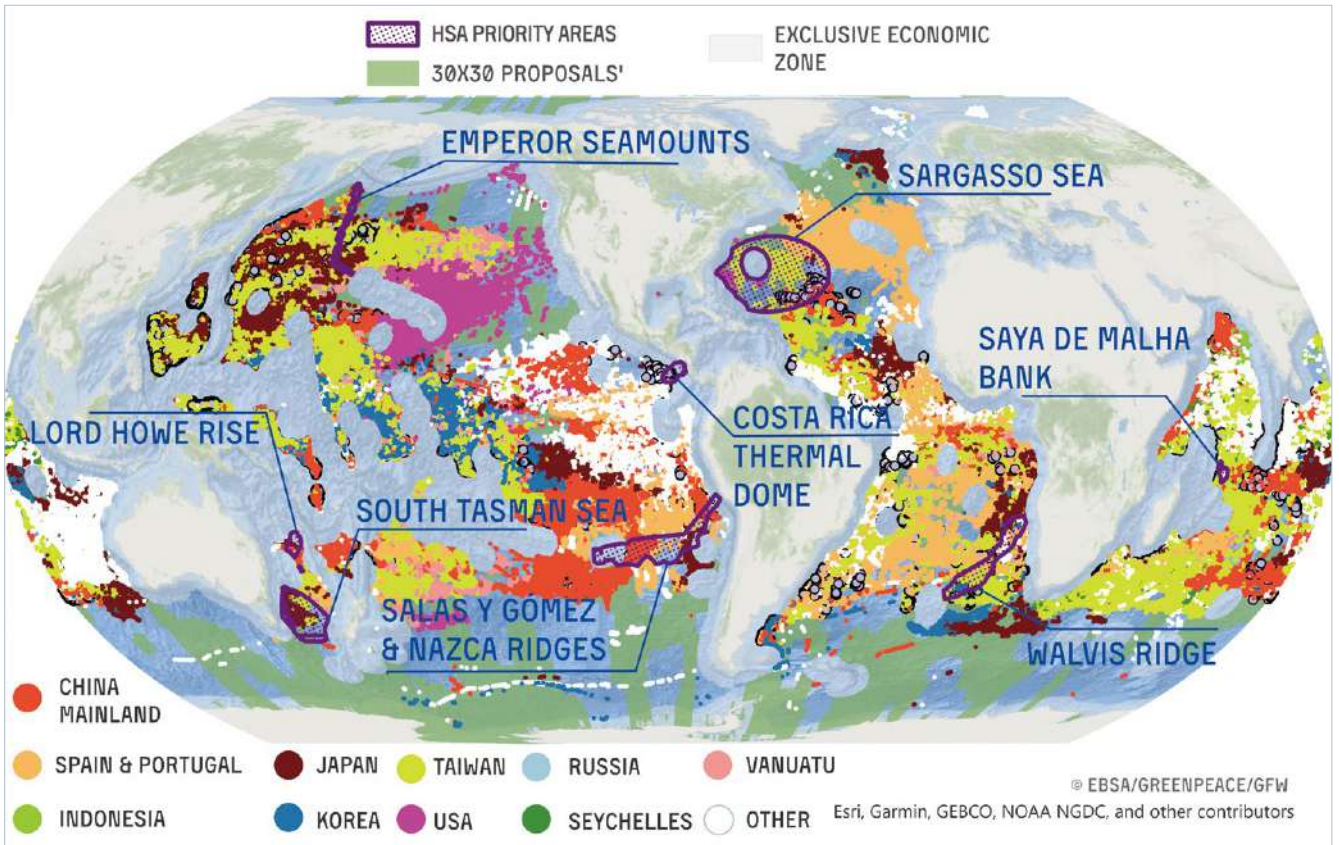 HSA PRIORITY AREAS
30X30 PROPOSALS'
EXCLUSIVE ECONOMIC
ZONE
EMPEROR SEAMOUNTS
SARGASSO SEA
SAYA DE MALHA
BANK
LORD HOWE RISE
COSTA RICA
THERMAL
DOME
SOUTH TASMAN SEA
SALAS Y GÓMEZ
& NAZCA RIDGES
WALVIS RIDGE
CHINA
MAINLAND
SPAIN & PORTUGAL
JAPAN
TAIWAN
RUSSIA
VANUATU
INDONESIA
KOREA
USA
SEYCHELLES
OTHER
© EBSA/GREENPEACE/GFW
Esri, Garmin, GEBCO, NOAA NGDC, and other contributors